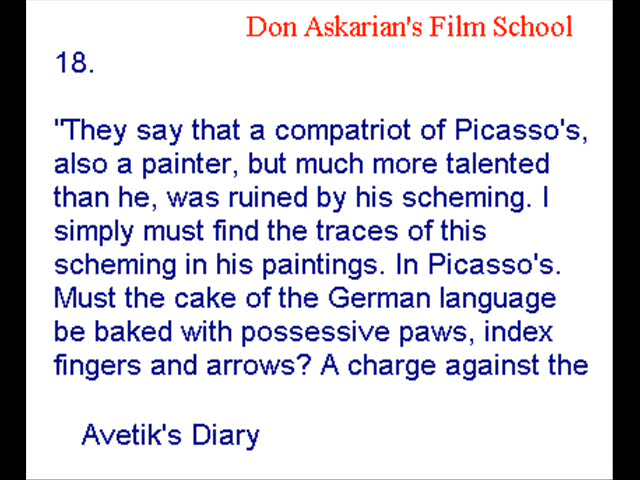 Don Askarian's Film School
18.
"They say that a compatriot of Picasso's,
also a painter, but much more talented
than he, was ruined by his scheming. I
simply must find the traces of this
scheming in his paintings. In Picasso's.
Must the cake of the German language
be baked with possessive paws, index
fingers and arrows? A charge against the
Avetik's Diary